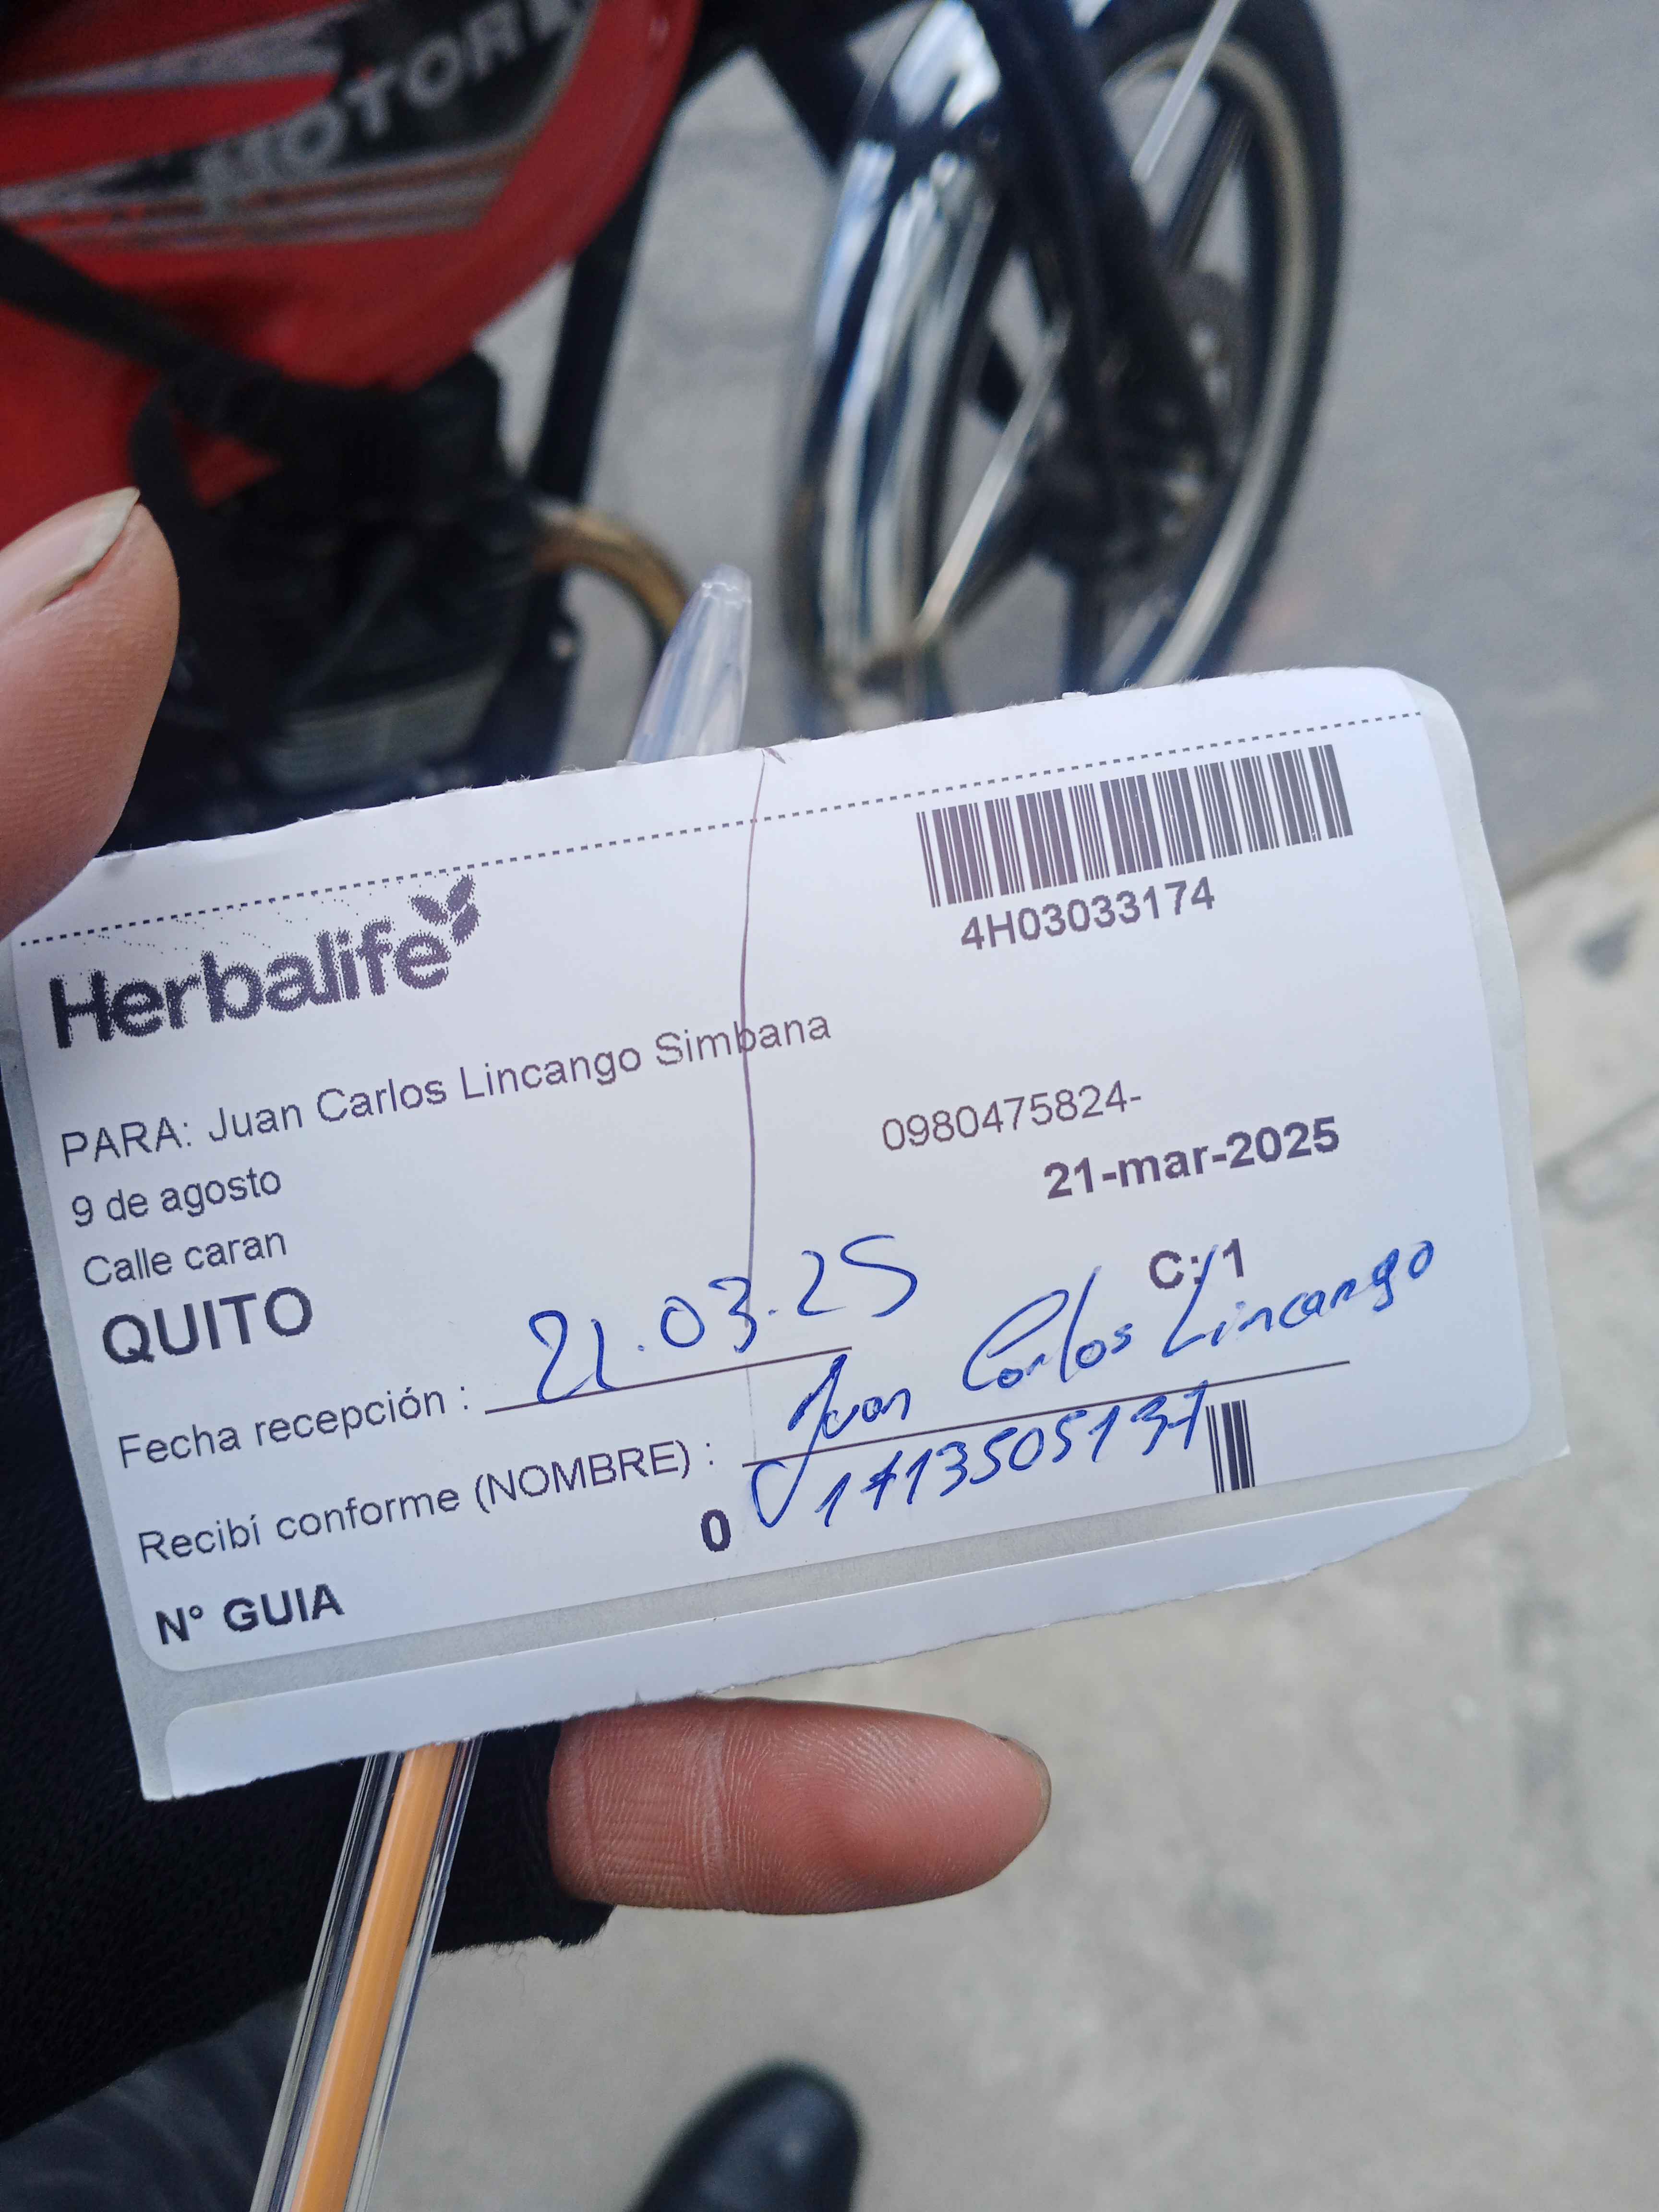 MOTOR
Herbalife
4H03033174
PARA: Juan Carlos Lincango Simbana
9 de agosto
0980475824-
Calle caran
21-mar-2025
QUITO
C: 1
Fecha recepción : 21.03.25
Recibí conforme (NOMBRE) : Juan Carlos Lincango
1713505137
N° GUIA 0